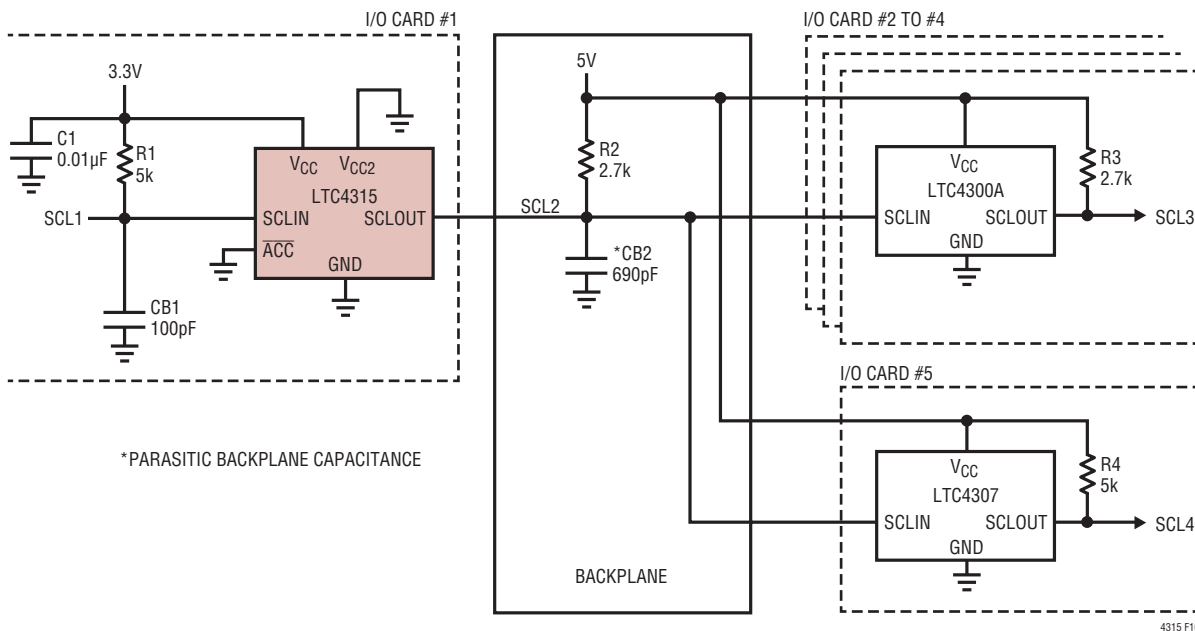 I/O CARD #1
I/O CARD #2 TO #4
3.3V
5V
C1
0.01µF
R1
5k
VCC VCC2
LTC4315
SCL1
SCLIN SCLOUT
ACC
GND
CB1
100pF
SCL2
R2
2.7k
*CB2
690pF
BACKPLANE
VCC
LTC4300A
SCLIN SCLOUT
GND
R3
2.7k
SCL3
I/O CARD #5
VCC
LTC4307
SCLIN SCLOUT
GND
R4
5k
SCL4
*PARASITIC BACKPLANE CAPACITANCE